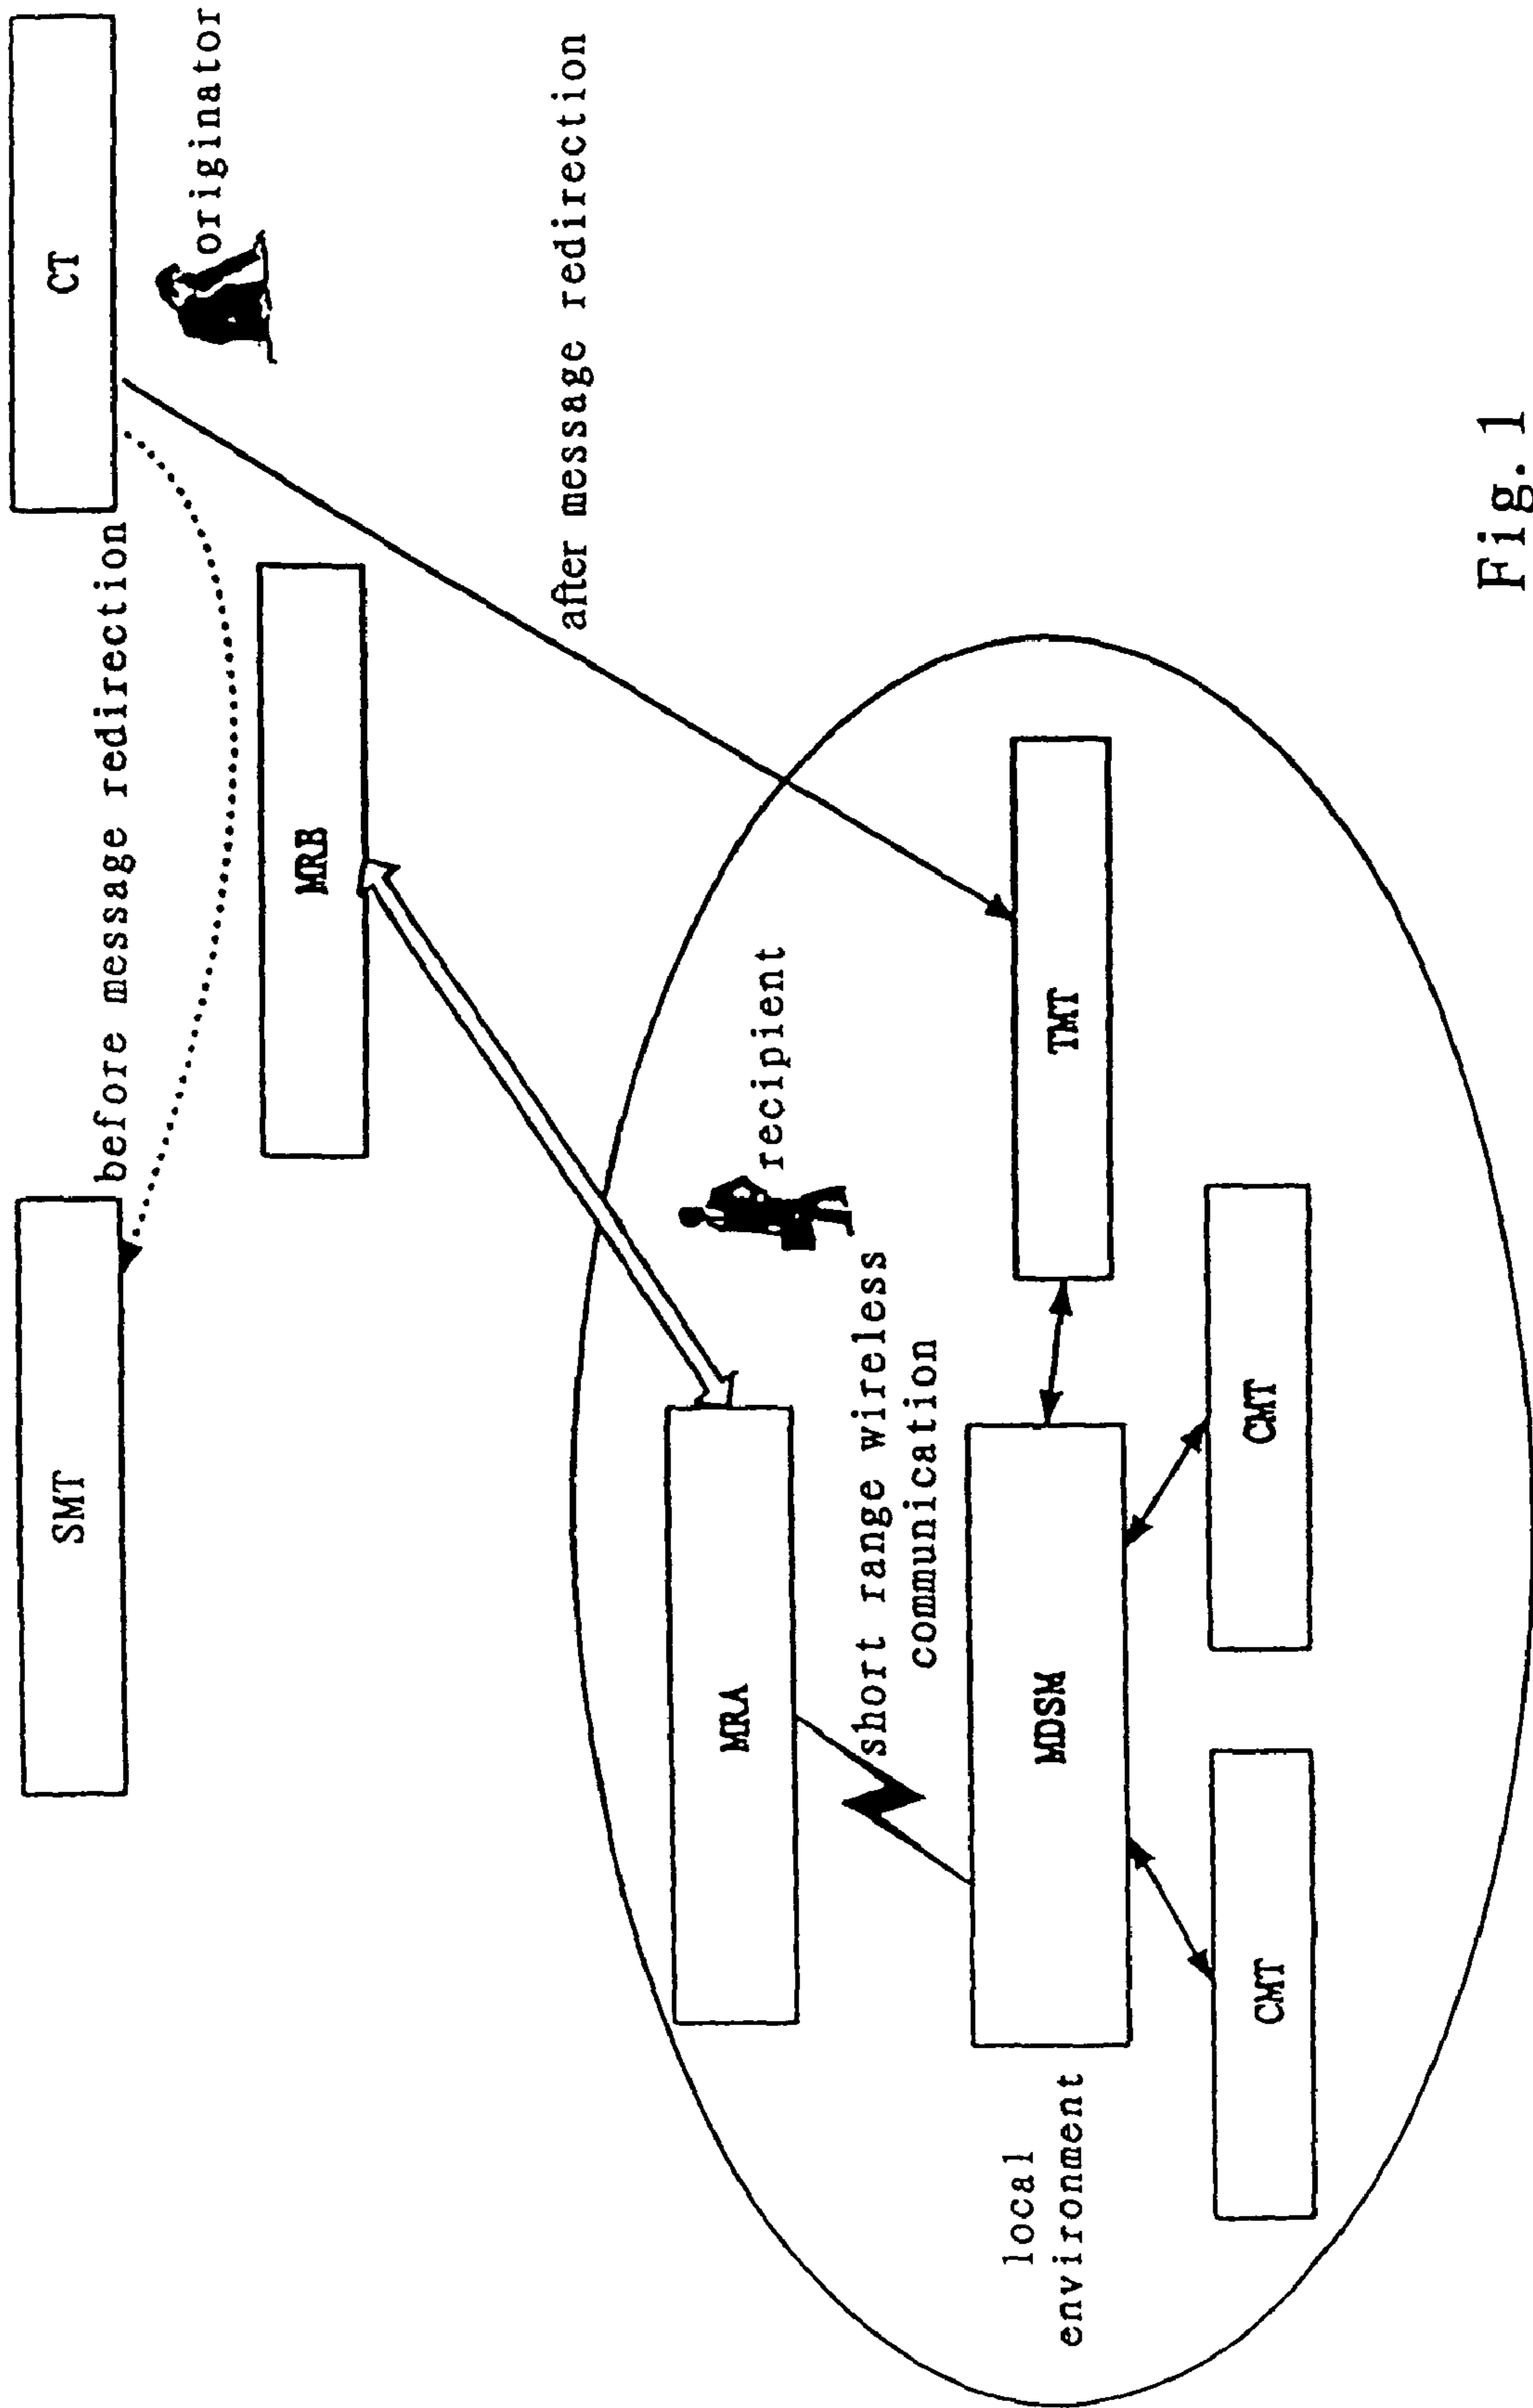 SMT
CT
before message redirection
originator
MRB
after message redirection
MRA
recipient
short range wireless
communication
MDSM
TMT
local
environment
CMT
CMT
Fig. 1